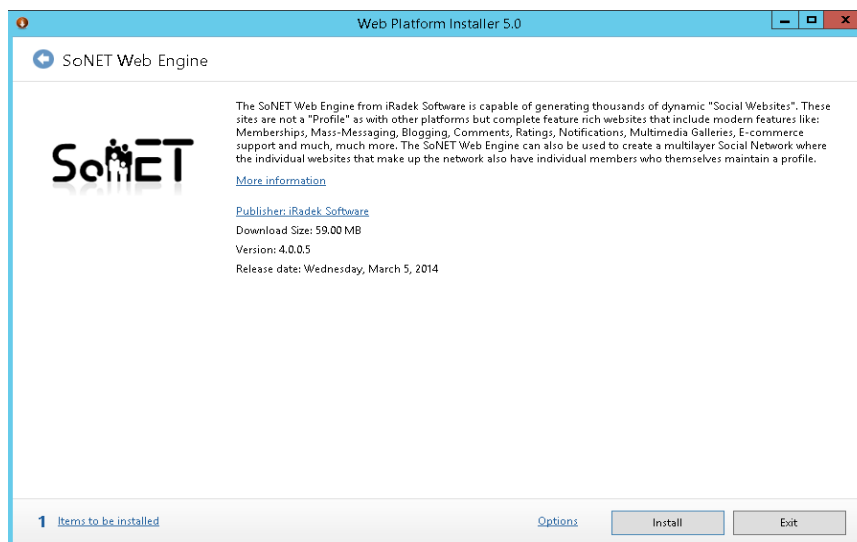 Web Platform Installer 5.0
SoNET Web Engine
The SoNET Web Engine from iRadek Software is capable of generating thousands of dynamic "Social Websites". These
sites are not a "Profile" as with other platforms but complete feature rich websites that include modern features like:
Memberships, Mass-Messaging, Blogging, Comments, Ratings, Notifications, Multimedia Galleries, E-commerce
support and much, much more. The SoNET Web Engine can also be used to create a multilayer Social Network where
the individual websites that make up the network also have individual members who themselves maintain a profile.
SoNET
More information
Publisher: iRadek Software
Download Size: 59.00 MB
Version: 4.0.0.5
Release date: Wednesday, March 5, 2014
1 Items to be installed
Options
Install
Exit